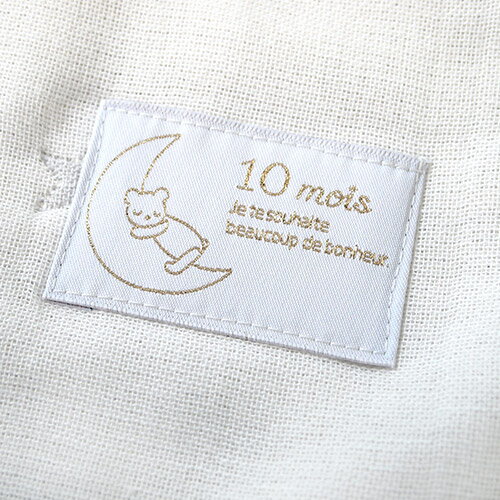 10 mois
Je te souhaite
beaucoup de bonheur.